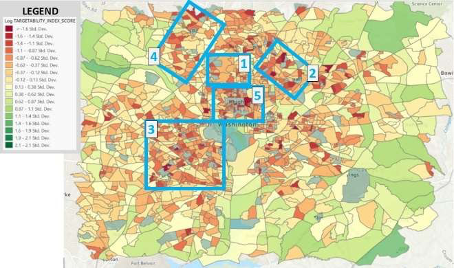 LEGEND
Log TARGETABILITY_INDEX_SCORE
< -1.6 Std. Dev.
-1.6 - -1.4 Std. Dev.
-1.4 - -1.1 Std. Dev.
-1.1 - -0.87 Std. Dev.
-0.87 - -0.62 Std. Dev.
-0.62 - -0.37 Std. Dev.
-0.37 - -0.12 Std. Dev.
-0.12 - 0.13 Std. Dev.
0.13 - 0.38 Std. Dev.
0.38 - 0.62 Std. Dev.
0.62 - 0.87 Std. Dev.
0.87 - 1.1 Std. Dev.
1.1 - 1.4 Std. Dev.
1.4 - 1.6 Std. Dev.
1.6 - 1.9 Std. Dev.
1.9 - 2.1 Std. Dev.
2.1 - 2.1 Std. Dev.
Science Center
4
1
2
Bow
5
Washington
3
Fort Belvoir